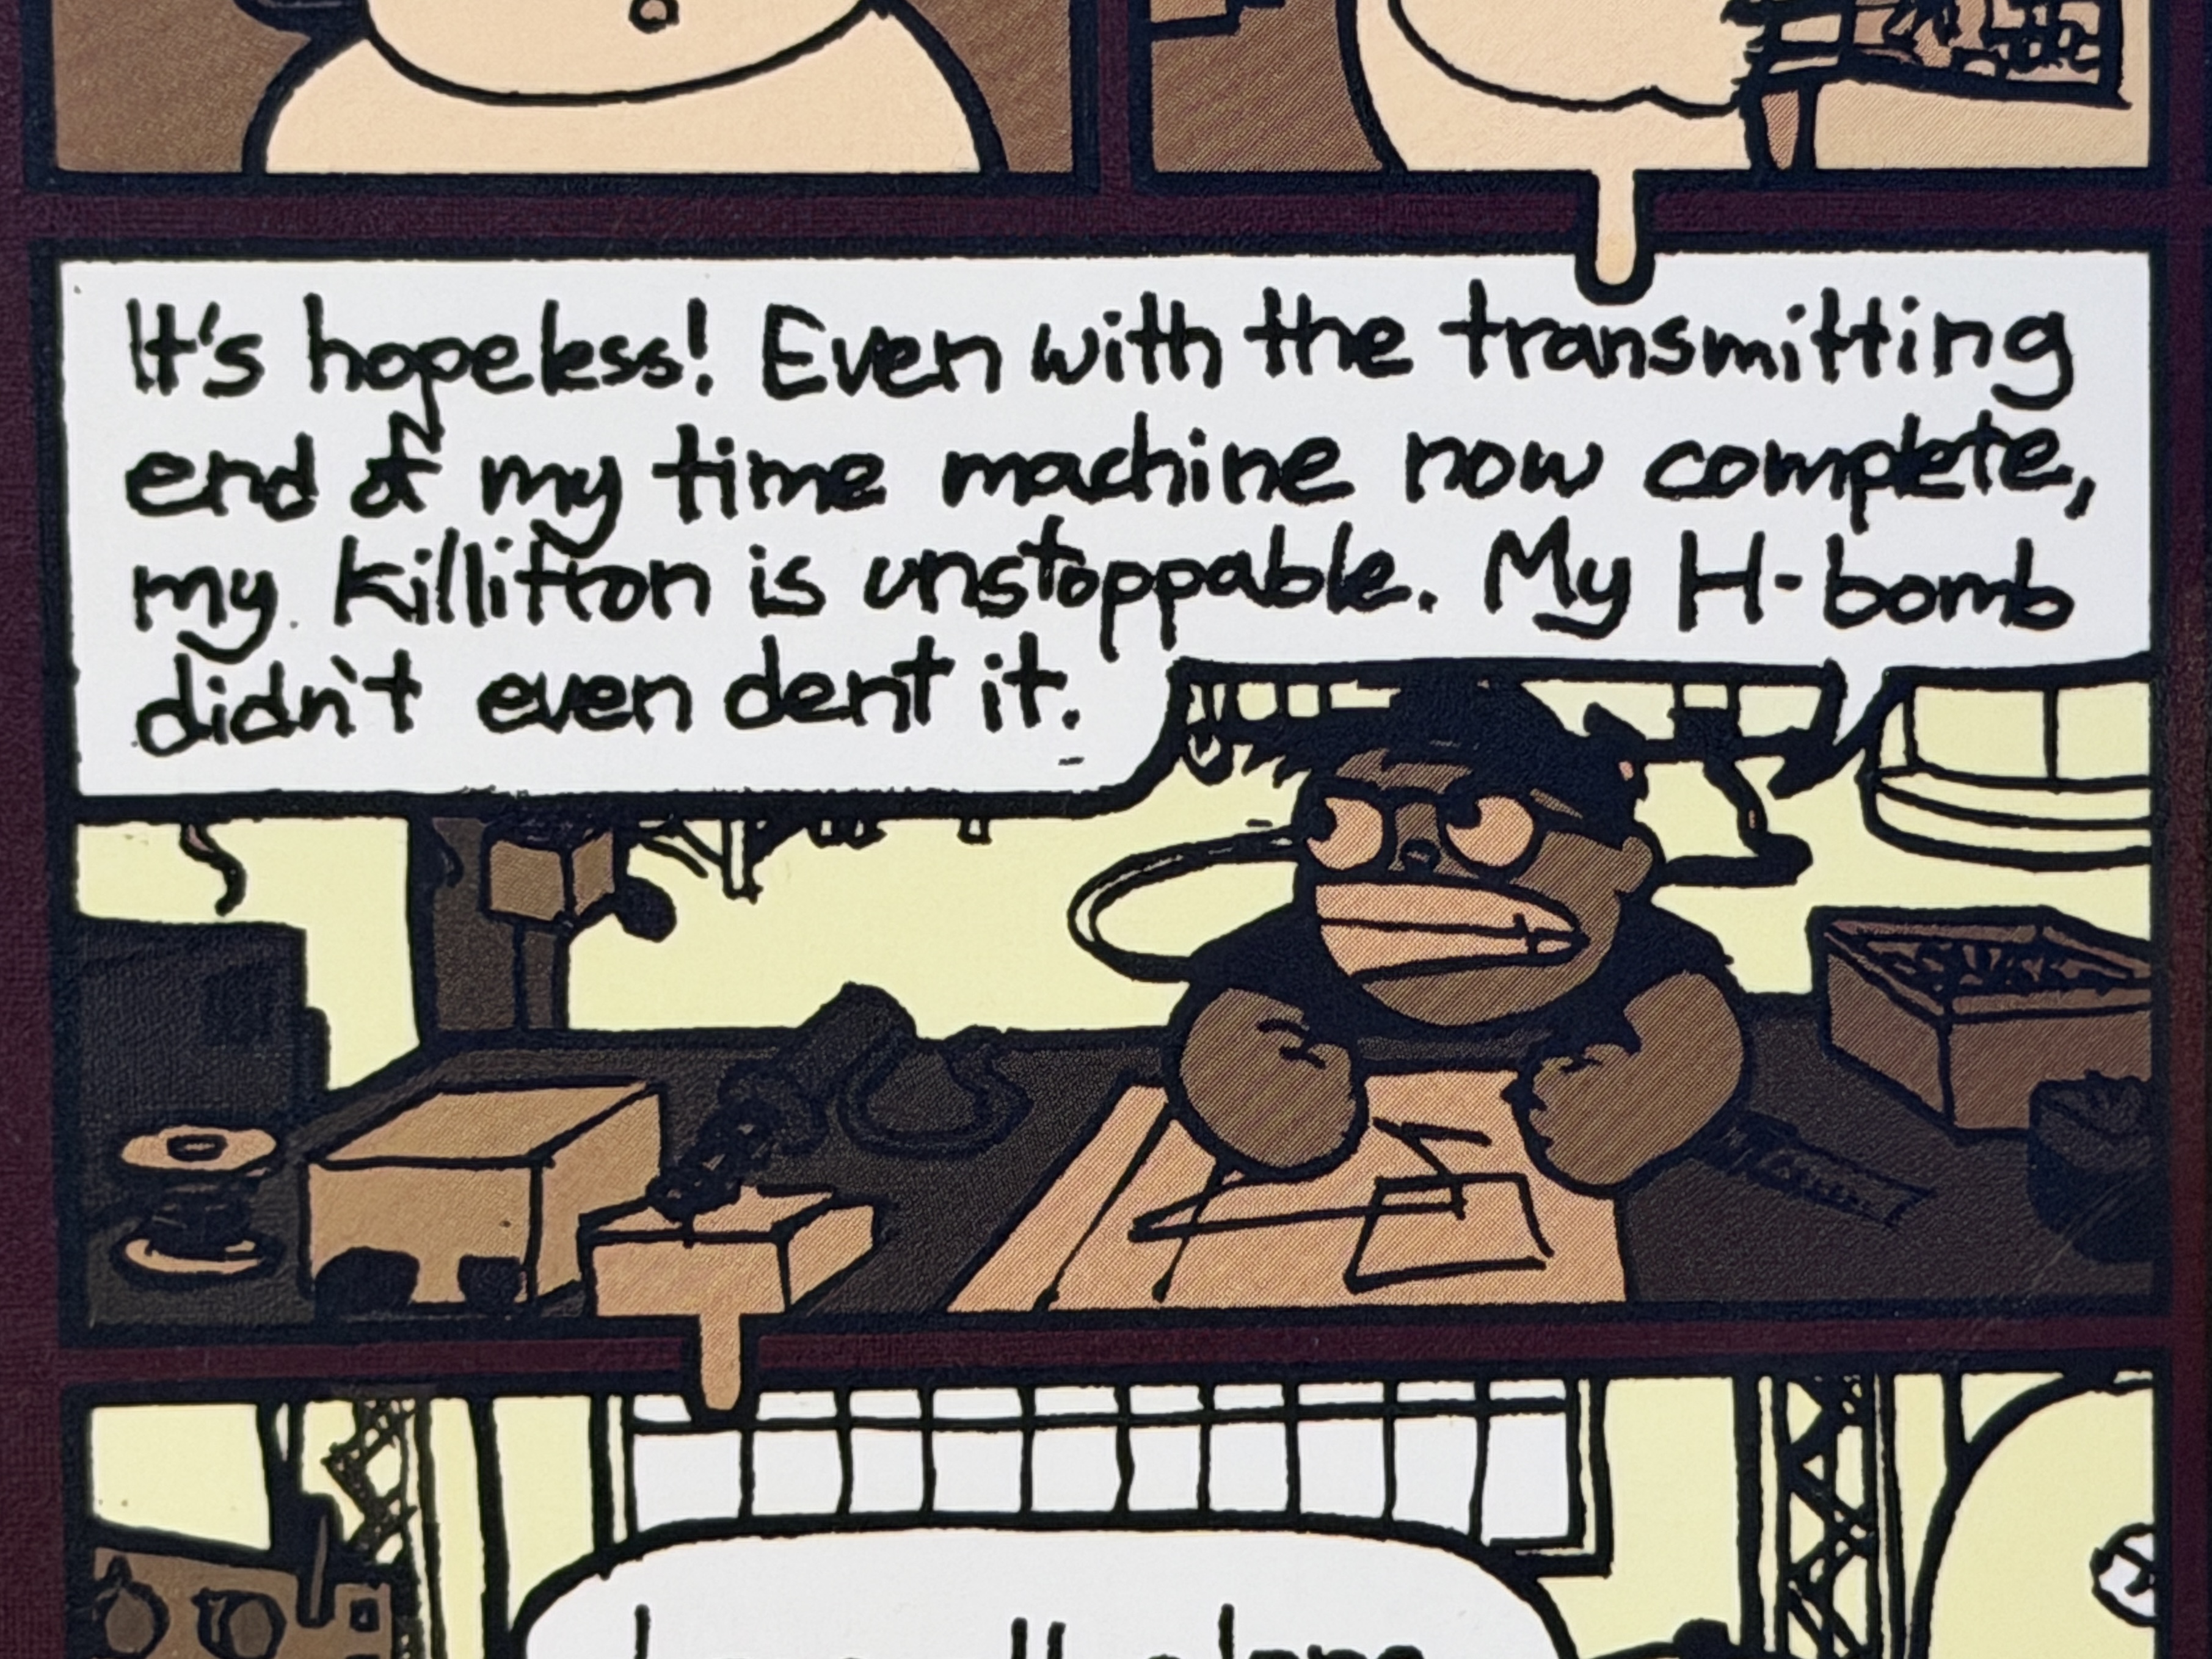 It's hopeless! Even with the transmitting
end of my time machine now complete,
my Killitron is unstoppable. My H-bomb
didn't even dent it.